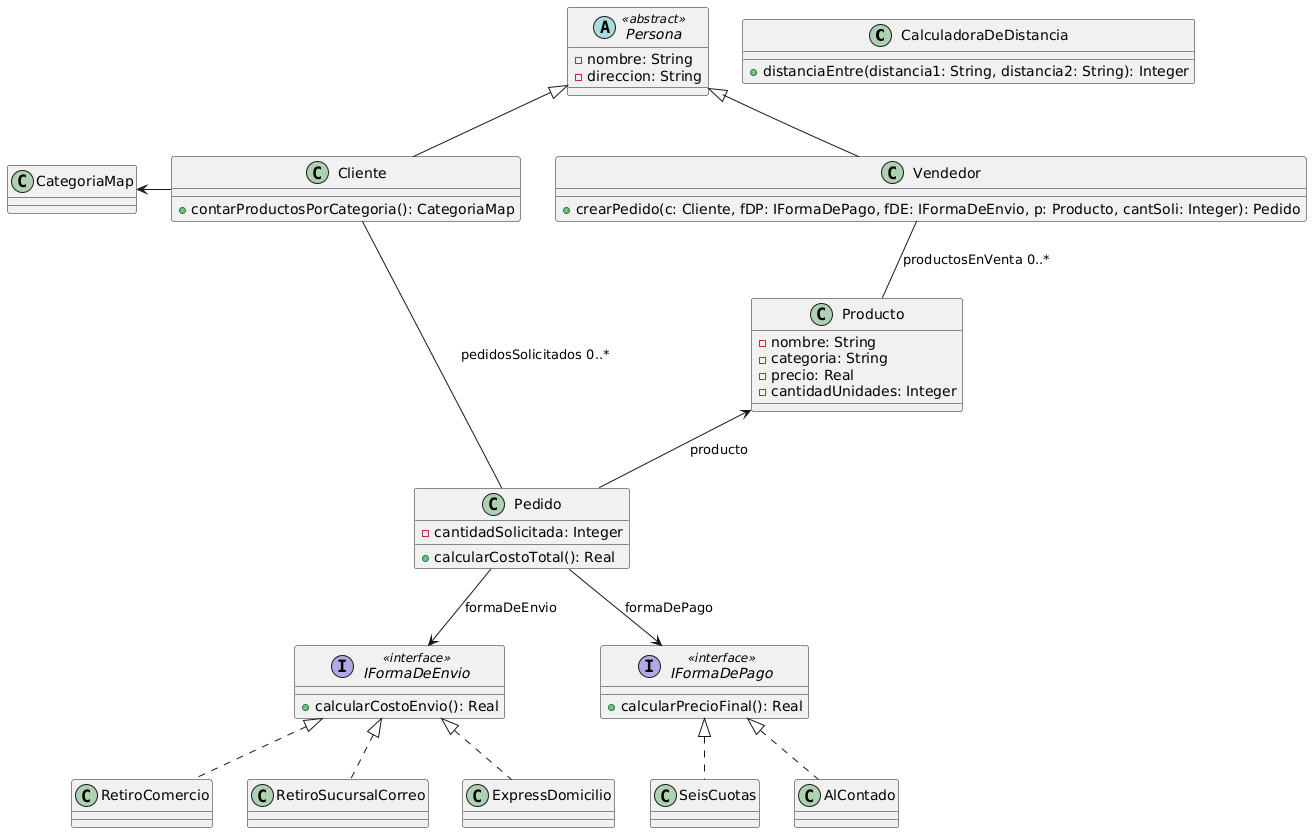 «abstract»
A Persona
nombre: String
direccion: String
C CalculadoraDeDistancia
distanciaEntre(distancia1: String, distancia2: String): Integer
C CategoriaMap
C Cliente
contarProductosPorCategoria(): CategoriaMap
C Vendedor
crearPedido(c: Cliente, fDP: IFormaDePago, fDE: IFormaDeEnvio, p: Producto, cantSoli: Integer): Pedido
productosEnVenta 0..*
C Producto
nombre: String
categoria: String
precio: Real
cantidadUnidades: Integer
pedidosSolicitados 0..*
producto
C Pedido
cantidadSolicitada: Integer
calcularCostoTotal(): Real
formaDeEnvio
formaDePago
«interface»
I IFormaDeEnvio
calcularCostoEnvio(): Real
«interface»
I IFormaDePago
calcularPrecioFinal(): Real
C RetiroComercio
C RetiroSucursalCorreo
C ExpressDomicilio
C SeisCuotas
C AlContado